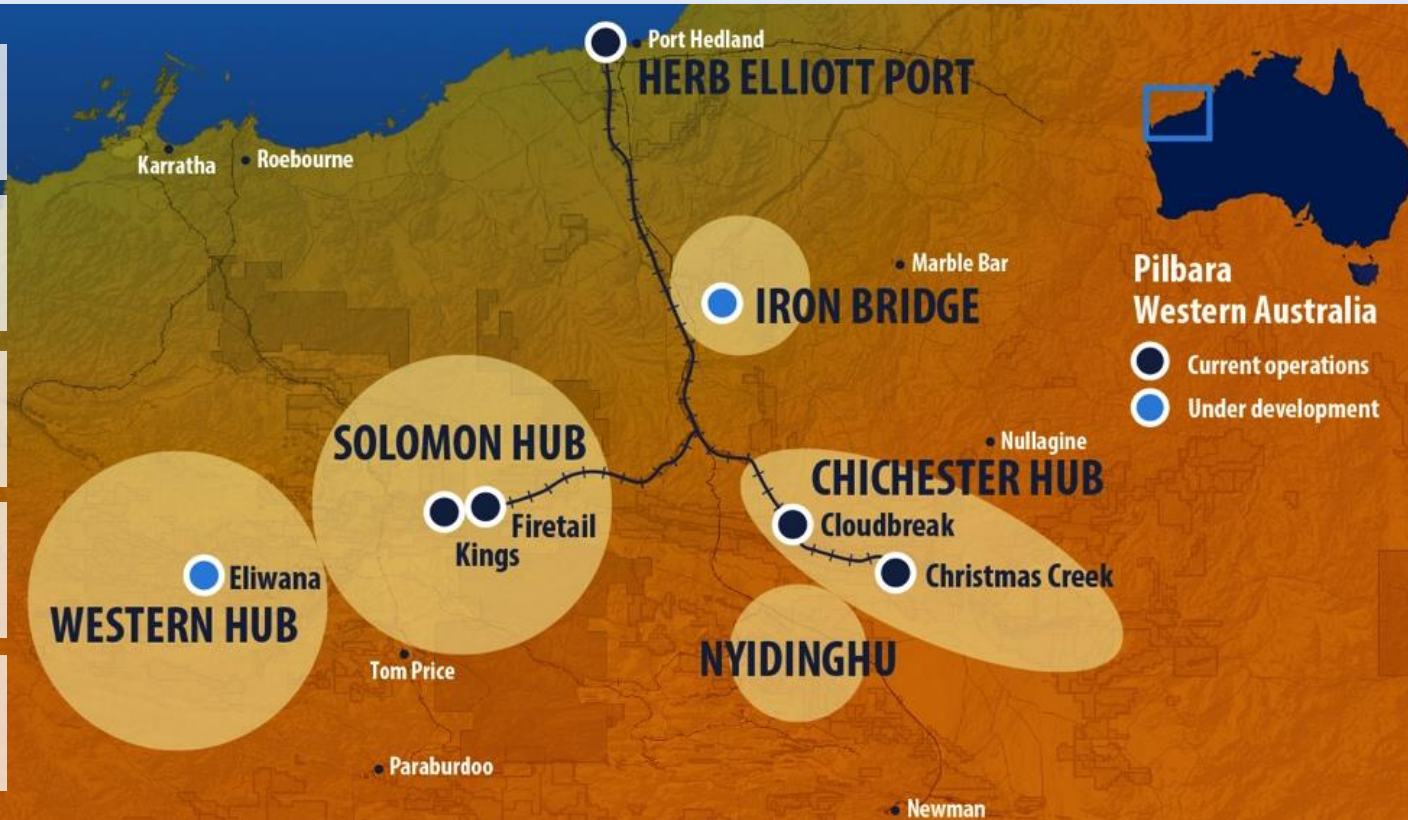 Port Hedland
HERB ELLIOTT PORT
Karratha
Roebourne
Marble Bar
IRON BRIDGE
Pilbara
Western Australia
Current operations
Under development
SOLOMON HUB
Nullagine
CHICHESTER HUB
Firetail
Cloudbreak
Kings
Eliwana
Christmas Creek
WESTERN HUB
NYIDINGHU
Tom Price
Paraburdoo
Newman